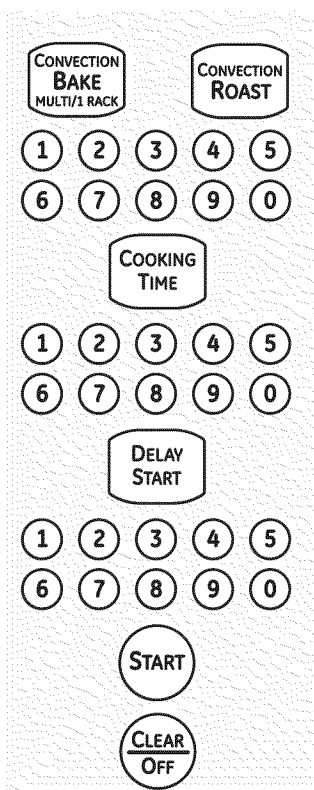 CONVECTION
BAKE
MULTI/1 RACK
CONVECTION
ROAST
1 2 3 4 5
6 7 8 9 0
COOKING
TIME
1 2 3 4 5
6 7 8 9 0
DELAY
START
1 2 3 4 5
6 7 8 9 0
START
CLEAR
OFF